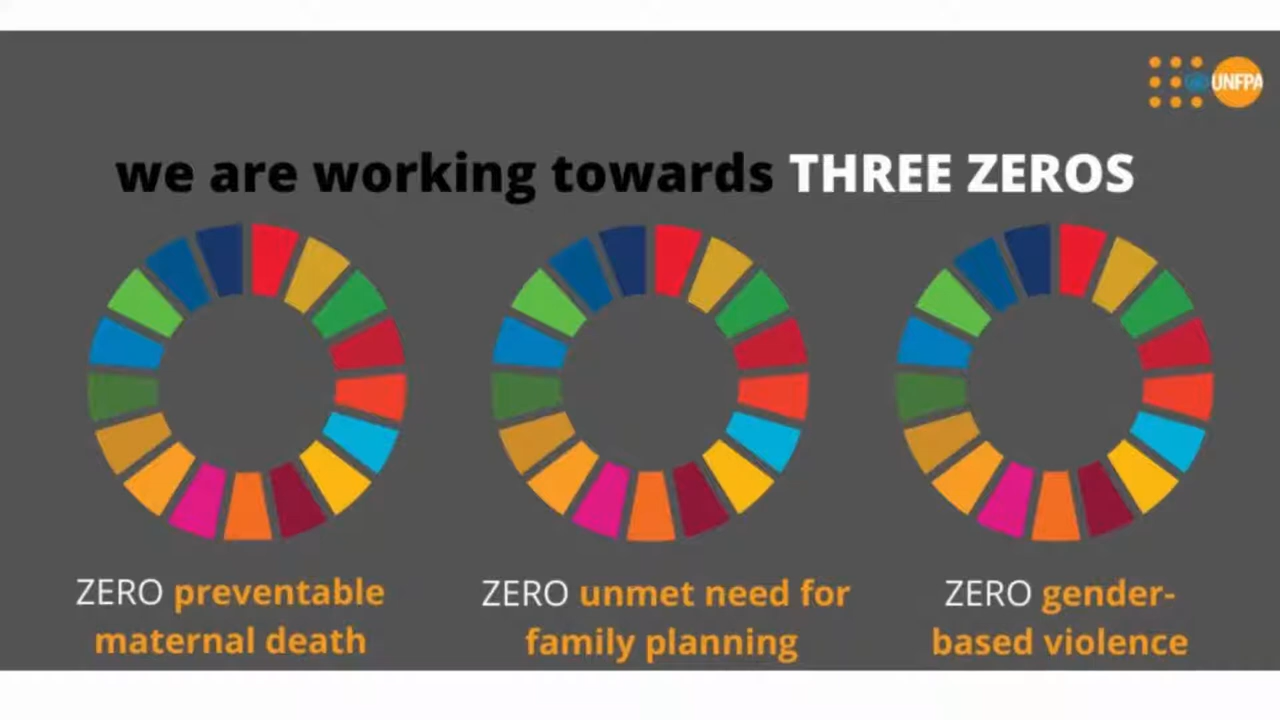 UNFPA
we are working towards THREE ZEROS
ZERO preventable
maternal death
ZERO unmet need for
family planning
ZERO gender-
based violence